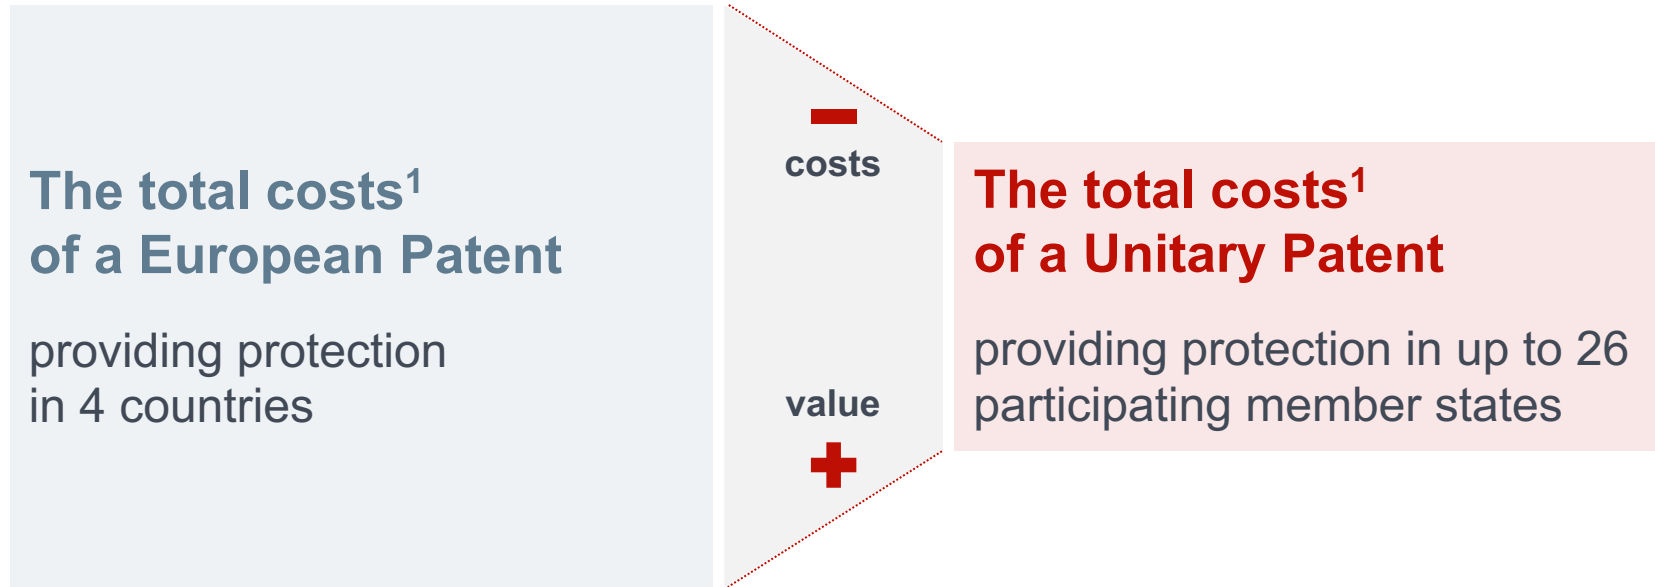 The total costs¹
of a European Patent
providing protection
in 4 countries
costs
value
The total costs¹
of a Unitary Patent
providing protection in up to 26
participating member states